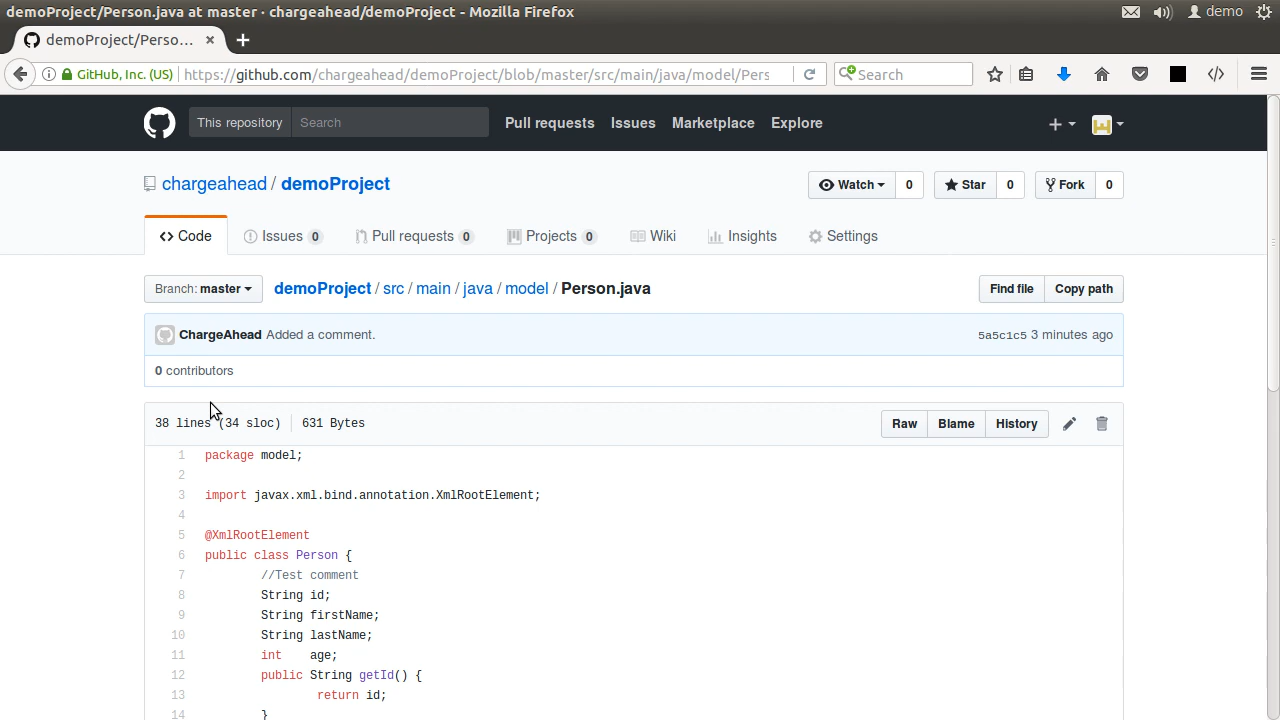 demoProject/Person.java at master · chargeahead/demoProject - Mozilla Firefox
demo
demoProject/Perso... × +
GitHub, Inc. (US) https://github.com/chargeahead/demoProject/blob/master/src/main/java/model/Pers
Search
This repository Search Pull requests Issues Marketplace Explore
chargeahead / demoProject
Watch 0 Star 0 Fork 0
Code Issues 0 Pull requests 0 Projects 0 Wiki Insights Settings
Branch: master demoProject / src / main / java / model / Person.java
Find file Copy path
ChargeAhead Added a comment.
5a5c1c5 3 minutes ago
0 contributors
38 lines (34 sloc) 631 Bytes
Raw Blame History
1 package model;
2
3 import javax.xml.bind.annotation.XmlRootElement;
4
5 @XmlRootElement
6 public class Person {
7 //Test comment
8 String id;
9 String firstName;
10 String lastName;
11 int age;
12 public String getId() {
13 return id;
14 }